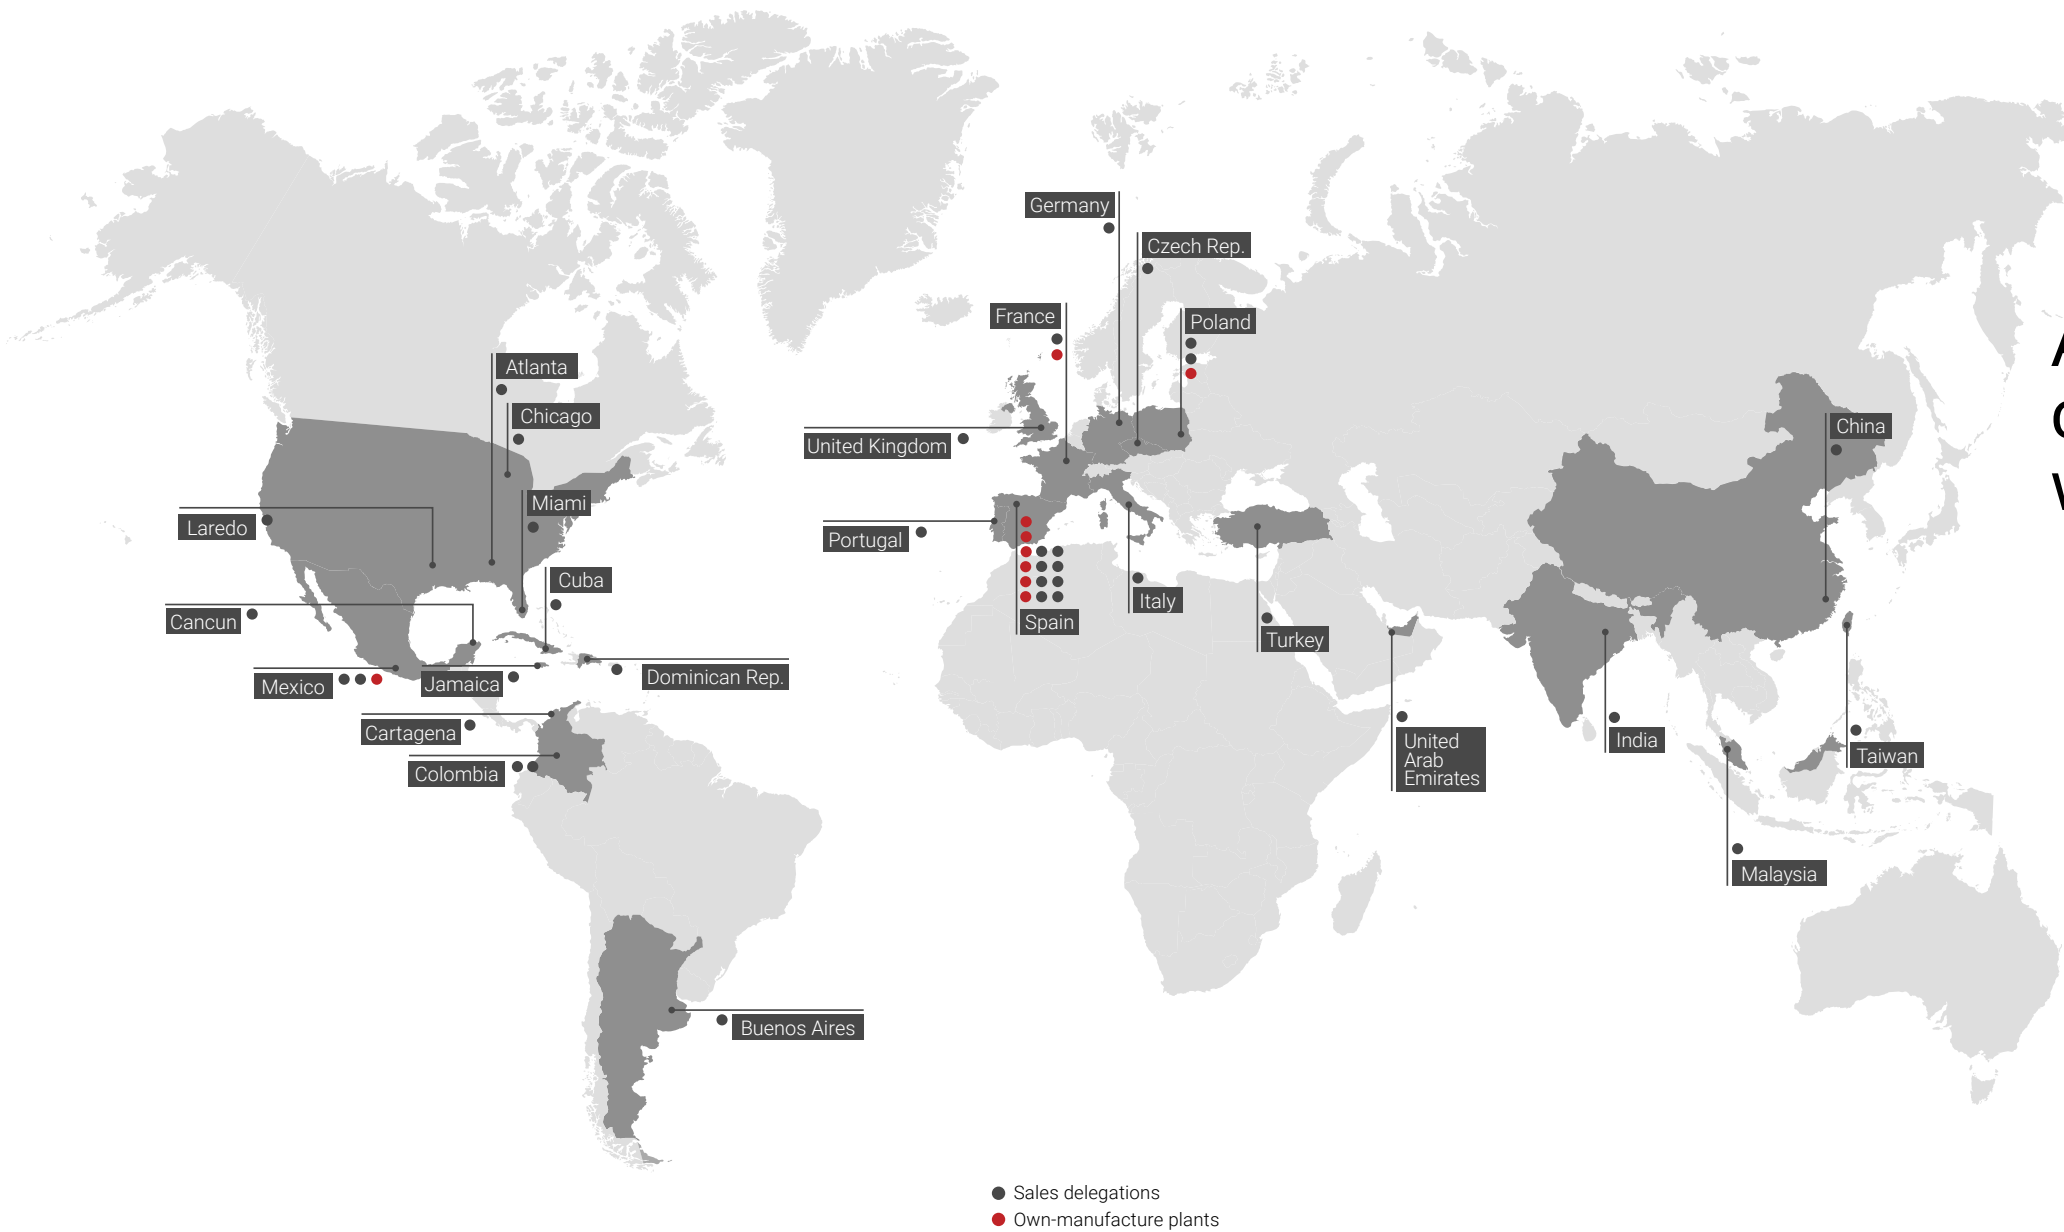 Germany
Czech Rep.
France
Poland
Atlanta
Chicago
United Kingdom
China
Miami
Laredo
Portugal
Cuba
Italy
Cancun
Spain
Turkey
Mexico
Jamaica
Dominican Rep.
Cartagena
Colombia
United
Arab
Emirates
India
Taiwan
Malaysia
Buenos Aires
Sales delegations
Own-manufacture plants